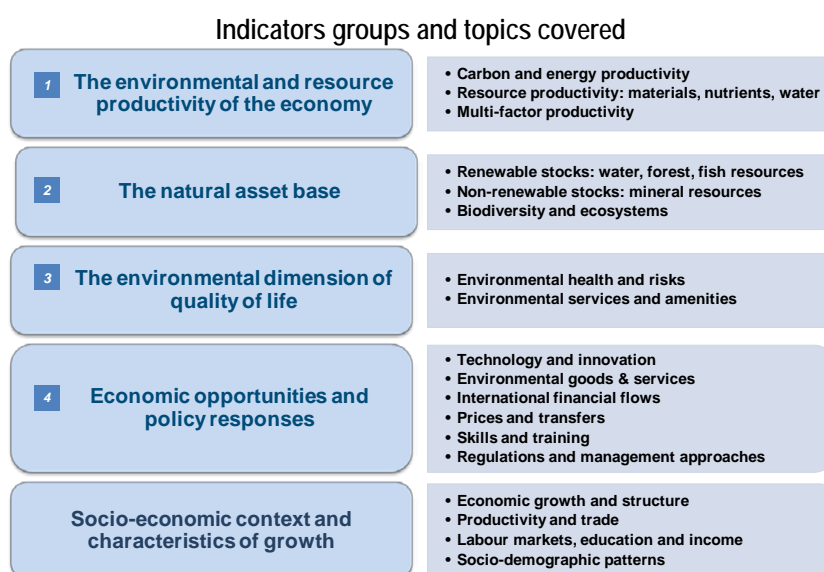 Indicators groups and topics covered
1
The environmental and resource
productivity of the economy
• Carbon and energy productivity
• Resource productivity: materials, nutrients, water
• Multi-factor productivity
2
The natural asset base
• Renewable stocks: water, forest, fish resources
• Non-renewable stocks: mineral resources
• Biodiversity and ecosystems
3
The environmental dimension of
quality of life
• Environmental health and risks
• Environmental services and amenities
4
Economic opportunities and
policy responses
• Technology and innovation
• Environmental goods & services
• International financial flows
• Prices and transfers
• Skills and training
• Regulations and management approaches
Socio-economic context and
characteristics of growth
• Economic growth and structure
• Productivity and trade
• Labour markets, education and income
• Socio-demographic patterns